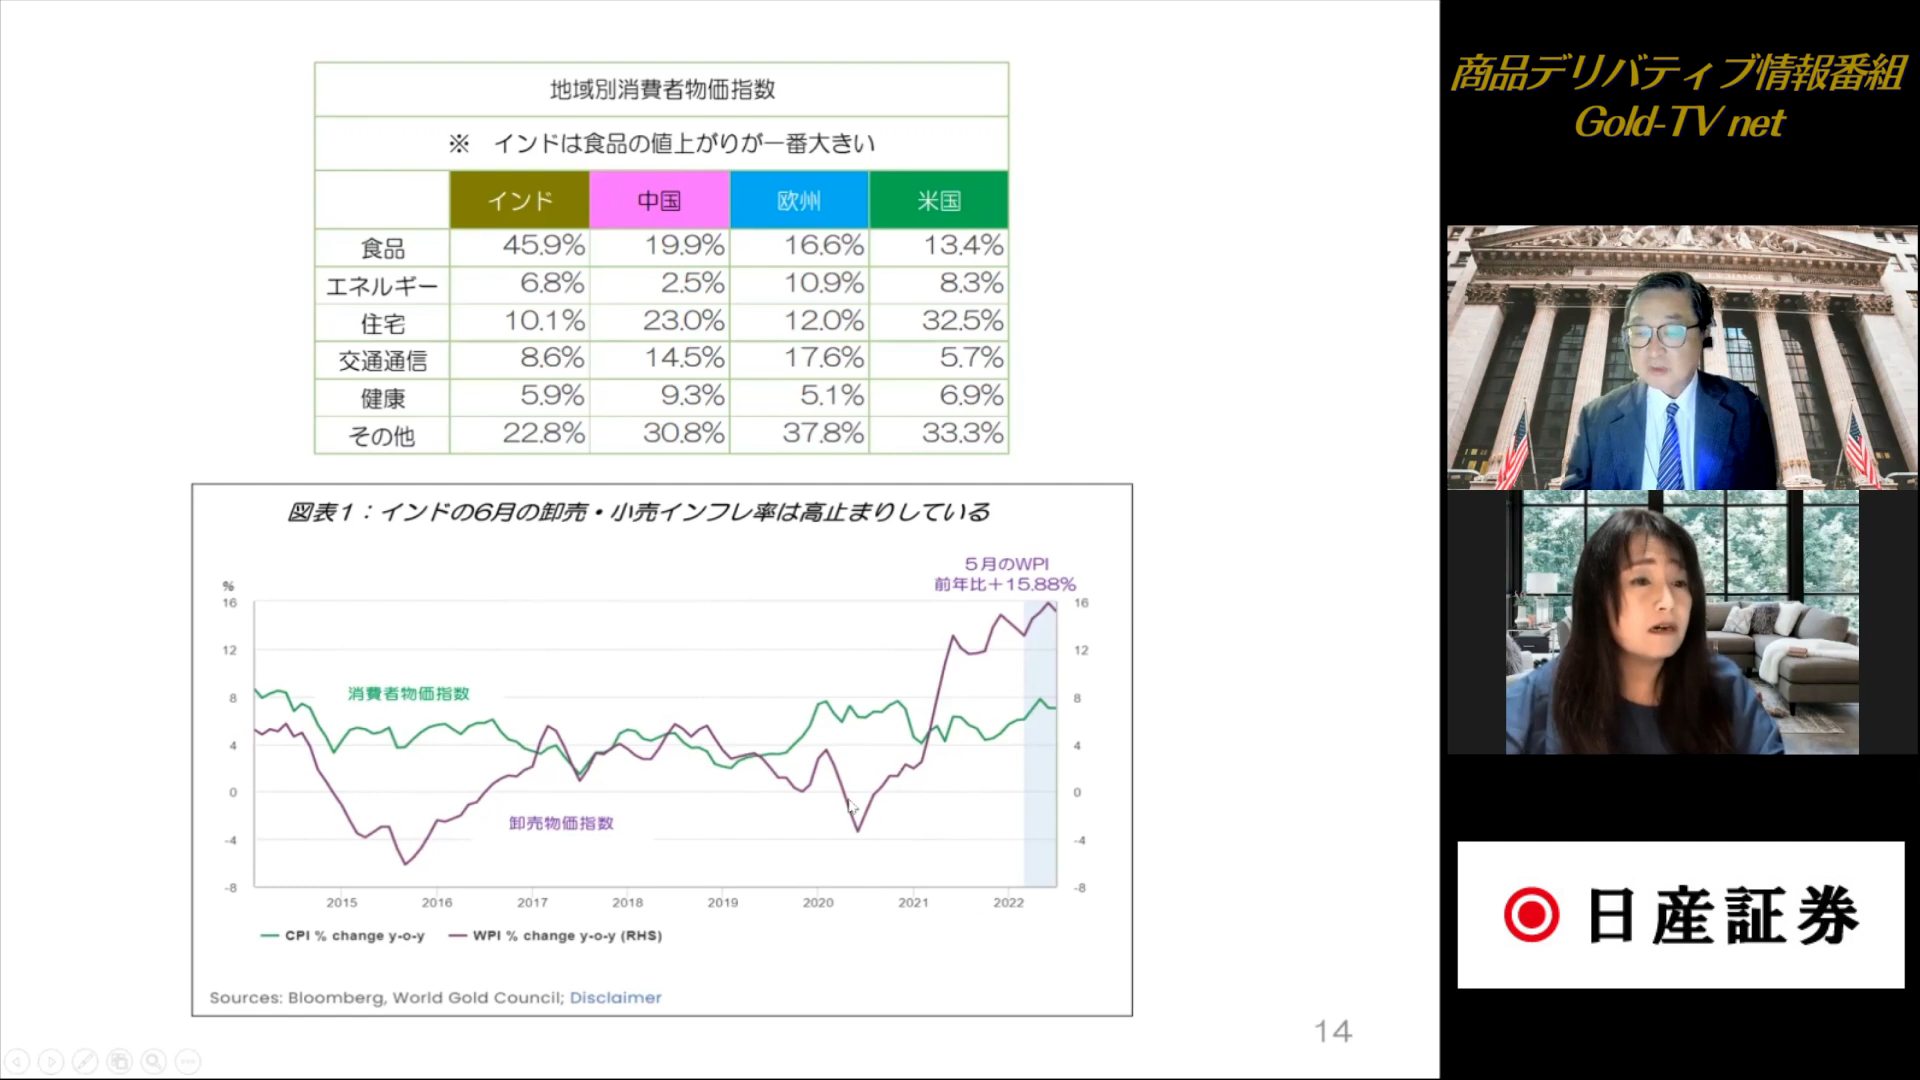 地域別消費者物価指数
※ インドは食品の値上がりが一番大きい
インド 中国 欧州 米国
食品 45.9% 19.9% 16.6% 13.4%
エネルギー 6.8% 2.5% 10.9% 8.3%
住宅 10.1% 23.0% 12.0% 32.5%
交通通信 8.6% 14.5% 17.6% 5.7%
健康 5.9% 9.3% 5.1% 6.9%
その他 22.8% 30.8% 37.8% 33.3%
図表1：インドの6月の卸売・小売インフレ率は高止まりしている
5月のWPI
前年比＋15.88%
%
16 16
12 12
8 8
4 4
0 0
-4 -4
-8 -8
消費者物価指数
卸売物価指数
2015 2016 2017 2018 2019 2020 2021 2022
CPI % change y-o-y WPI % change y-o-y (RHS)
Sources: Bloomberg, World Gold Council; Disclaimer
14
商品デリバティブ情報番組
Gold-TV net
日産証券